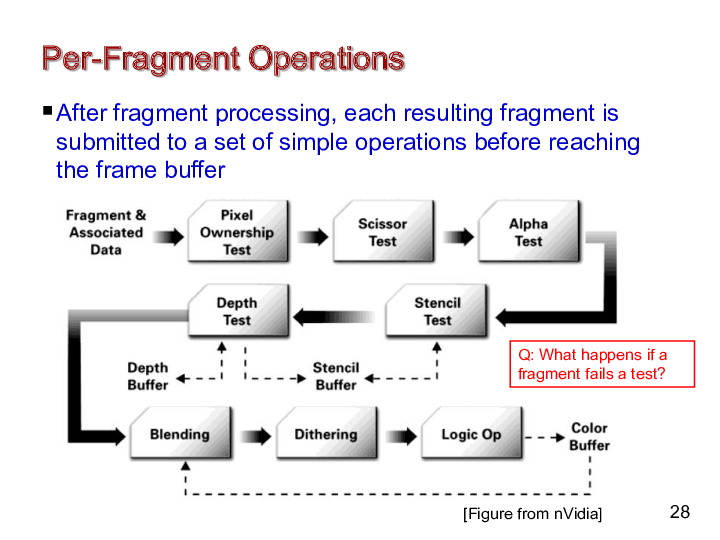 Per-Fragment Operations
After fragment processing, each resulting fragment is
submitted to a set of simple operations before reaching
the frame buffer
Fragment &
Associated
Data
Pixel
Ownership
Test
Scissor
Test
Alpha
Test
Depth
Test
Stencil
Test
Q: What happens if a
fragment fails a test?
Depth
Buffer
Stencil
Buffer
Blending
Dithering
Logic Op
Color
Buffer
[Figure from nVidia]
28